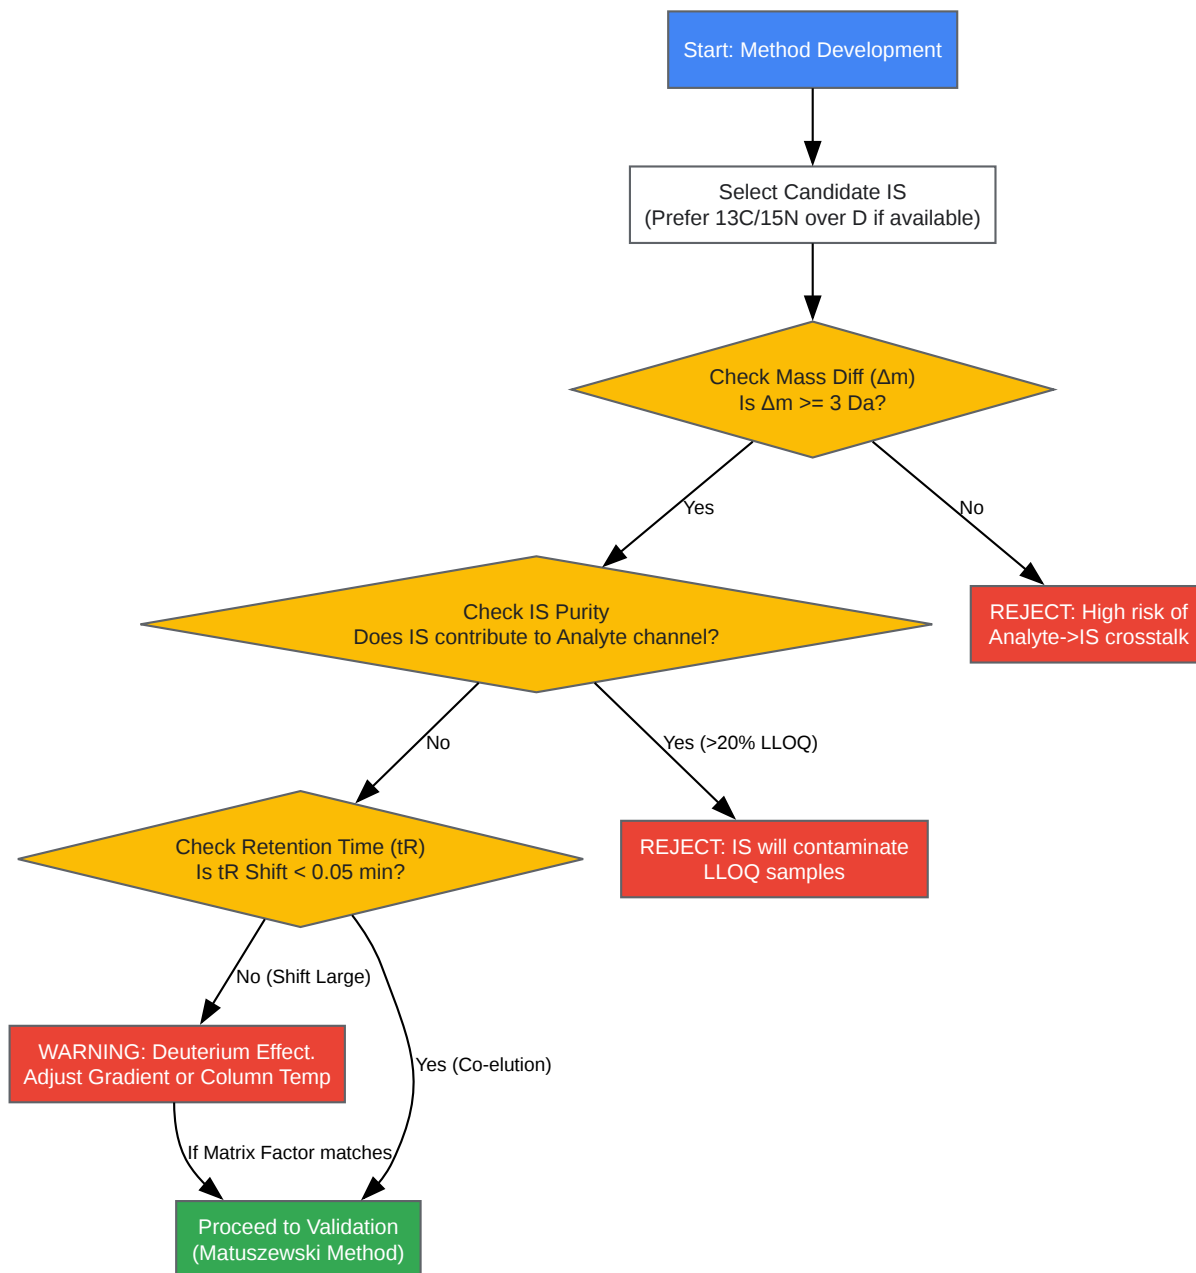 Start: Method Development
Select Candidate IS
(Prefer 13C/15N over D if available)
Check Mass Diff (Δm)
Is Δm >= 3 Da?
Yes
No
Check IS Purity
Does IS contribute to Analyte channel?
REJECT: High risk of
Analyte->IS crosstalk
No
Yes (>20% LLOQ)
Check Retention Time (tR)
Is tR Shift < 0.05 min?
REJECT: IS will contaminate
LLOQ samples
No (Shift Large)
WARNING: Deuterium Effect.
Adjust Gradient or Column Temp
Yes (Co-elution)
If Matrix Factor matches
Proceed to Validation
(Matuszewski Method)